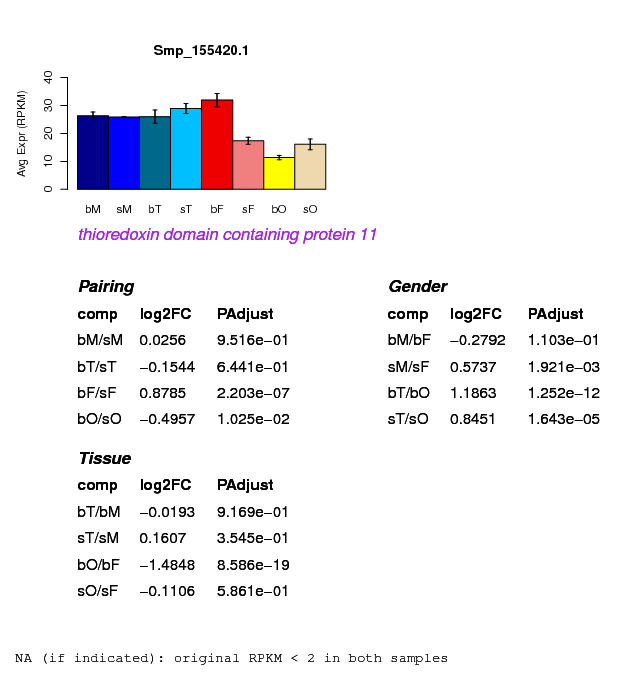 Smp_155420.1
Avg Expr (RPKM)
40
30
20
10
0
bM sM bT sT bF sF bO sO
thioredoxin domain containing protein 11
Pairing
comp log2FC PAdjust
bM/sM 0.0256 9.516e−01
bT/sT −0.1544 6.441e−01
bF/sF 0.8785 2.203e−07
bO/sO −0.4957 1.025e−02
Gender
comp log2FC PAdjust
bM/bF −0.2792 1.103e−01
sM/sF 0.5737 1.921e−03
bT/bO 1.1863 1.252e−12
sT/sO 0.8451 1.643e−05
Tissue
comp log2FC PAdjust
bT/bM −0.0193 9.169e−01
sT/sM 0.1607 3.545e−01
bO/bF −1.4848 8.586e−19
sO/sF −0.1106 5.861e−01
NA (if indicated): original RPKM < 2 in both samples